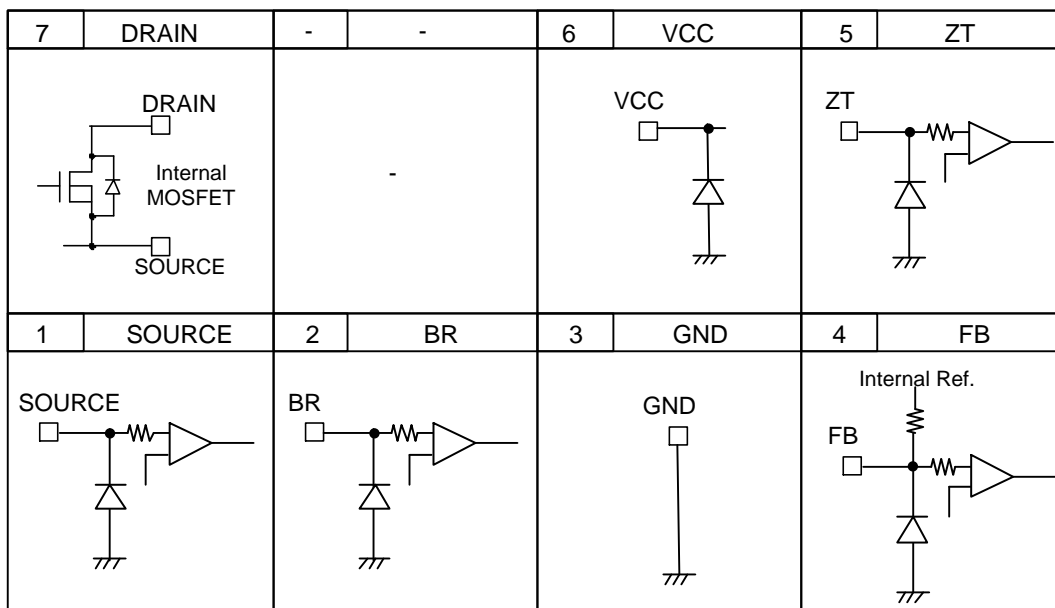 7 DRAIN - - 6 VCC 5 ZT
DRAIN
Internal
MOSFET
SOURCE
-
VCC
ZT
1 SOURCE 2 BR 3 GND 4 FB
SOURCE
BR
GND
Internal Ref.
FB